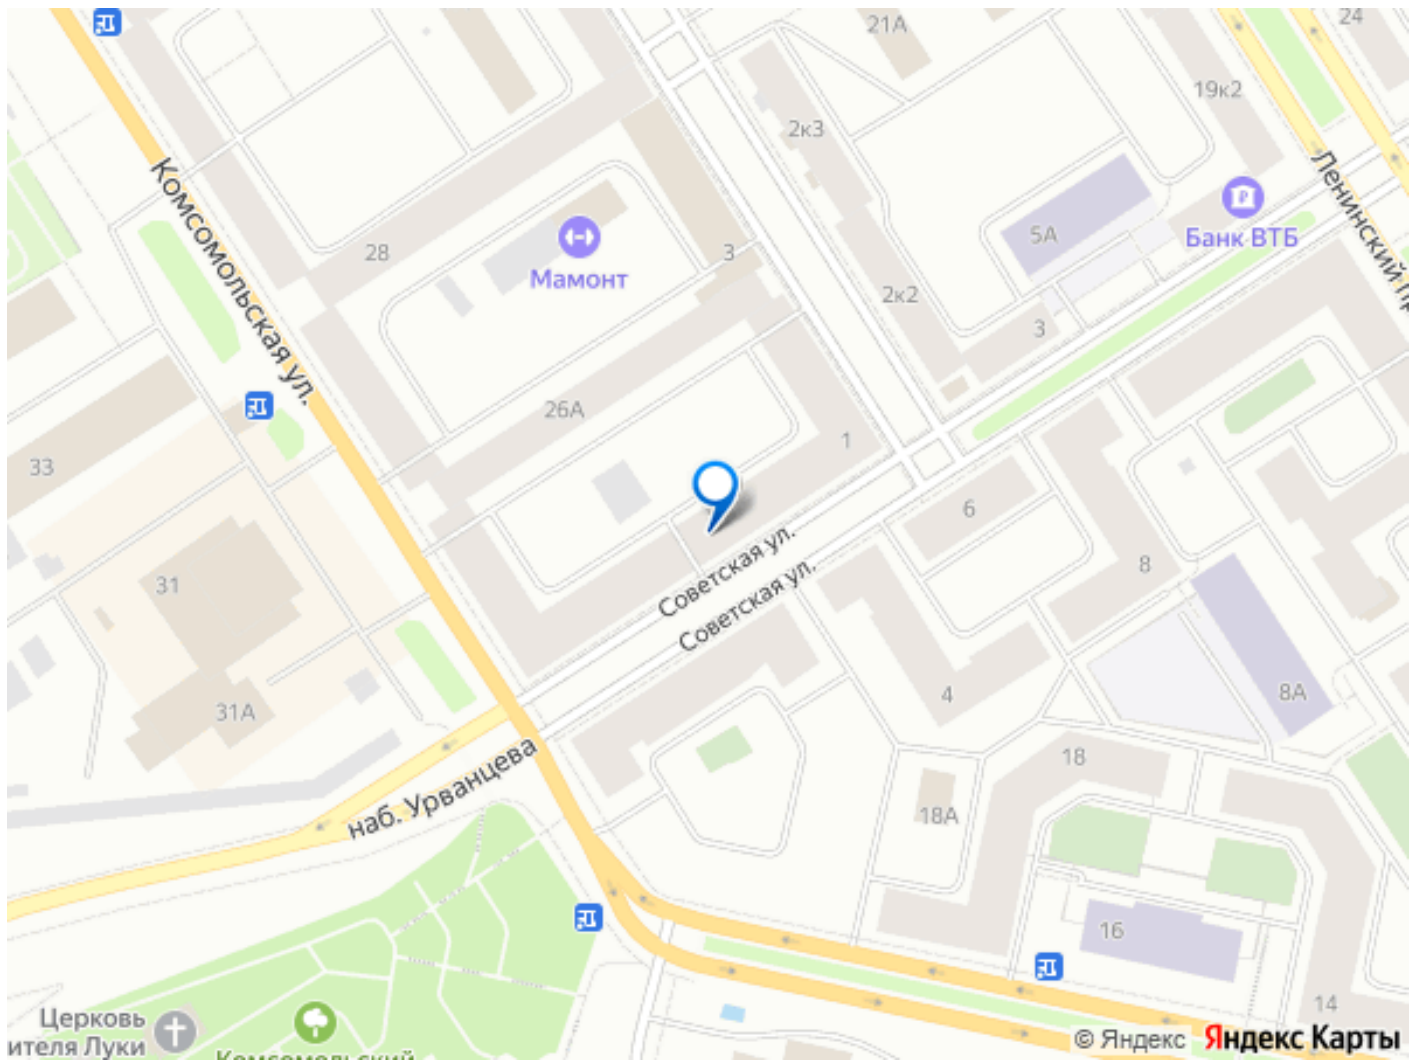 21А
24
19к2
2к3
Комсомольская ул.
Ленинский пр
28
Мамонт
3
5А
Банк ВТБ
2к2
3
26А
1
33
6
Советская ул.
Советская ул.
31
8
4
8А
31А
наб. Урванцева
18
18А
16
14
Церковь
ителя Луки
Комсомольский
© Яндекс Яндекс Карты